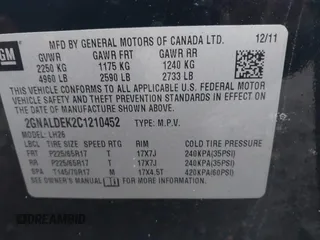 GM
MFD BY GENERAL MOTORS OF CANADA LTD. 12/11
GVWR GAWR FRT GAWR RR
2250 KG 1175 KG 1240 KG
4960 LB 2590 LB 2733 LB
THIS VEHICLE CONFORMS TO ALL APPLICABLE U.S. FEDERAL
MOTOR VEHICLE SAFETY, BUMPER, AND THEFT PREVENTION
STANDARDS IN EFFECT ON THE DATE OF MANUFACTURE SHOWN ABOVE.
2GNALDEK2C1210452 TYPE: M.P.V.
MODEL: LH26
TIRE SIZE SPEED RTG RIM COLD TIRE PRESSURE
FRT P225/65R17 T 17X7J 240KPA(35PSI)
RR P225/65R17 T 17X7J 240KPA(35PSI)
SPA T145/70R17 M 17X4.5T 420KPA(60PSI)
SEE OWNER'S MANUAL FOR MORE INFORMATION.
© DREAMBID